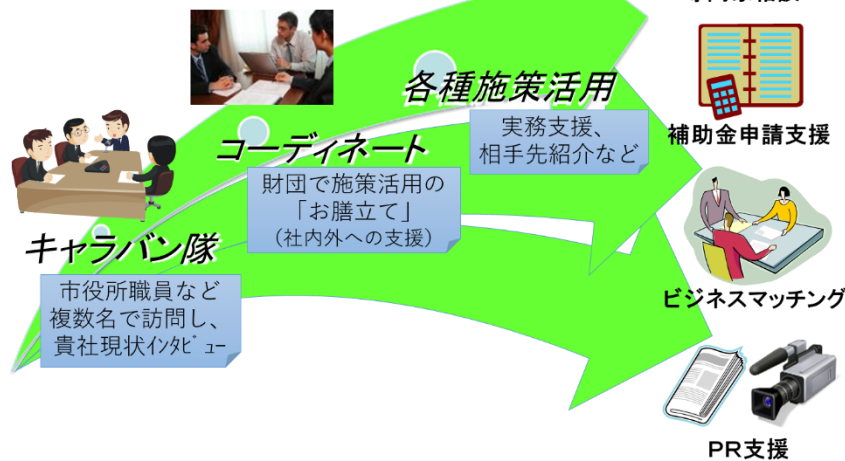 各種施策活用
実務支援、
相手先紹介など
コーディネート
財団で施策活用の
「お膳立て」
（社内外への支援）
キャラバン隊
市役所職員など
複数名で訪問し、
貴社現状ｲﾝﾀﾋﾞｭｰ
補助金申請支援
ビジネスマッチング
PR支援